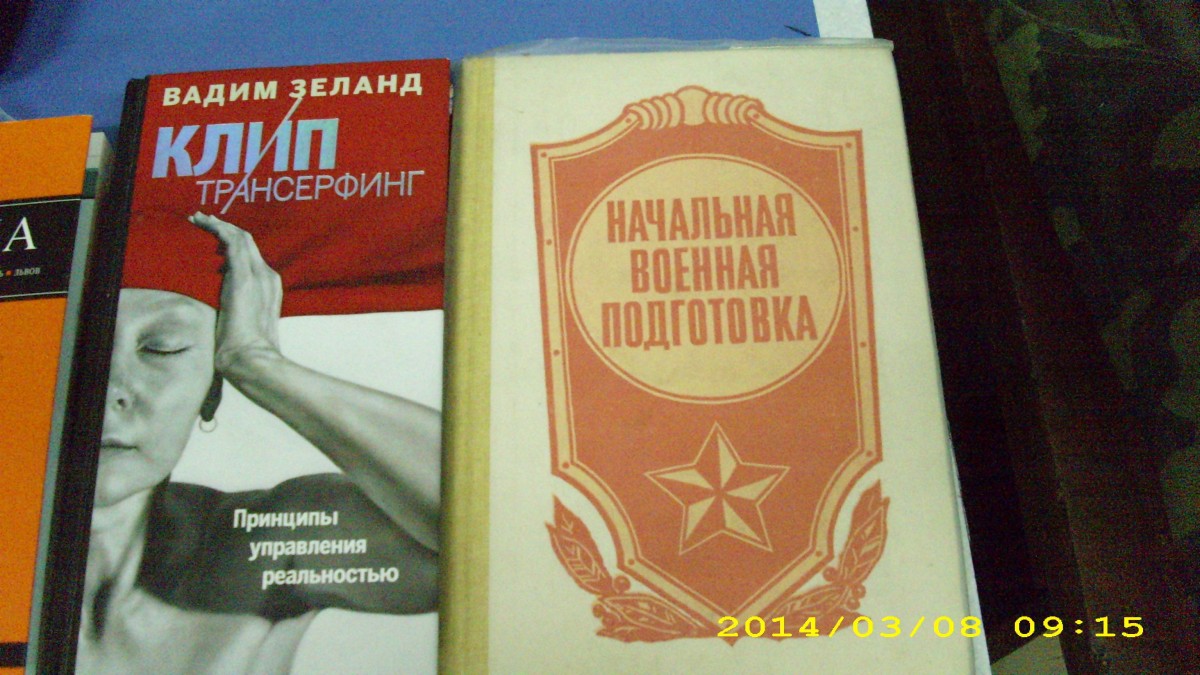 ВАДИМ ЗЕЛАНД
КЛИП
ТРАНСЕРФИНГ
Принципы
управления
реальностью
НАЧАЛЬНАЯ
ВОЕННАЯ
ПОДГОТОВКА
ЛЬВОВ
2014/03/08 09:15